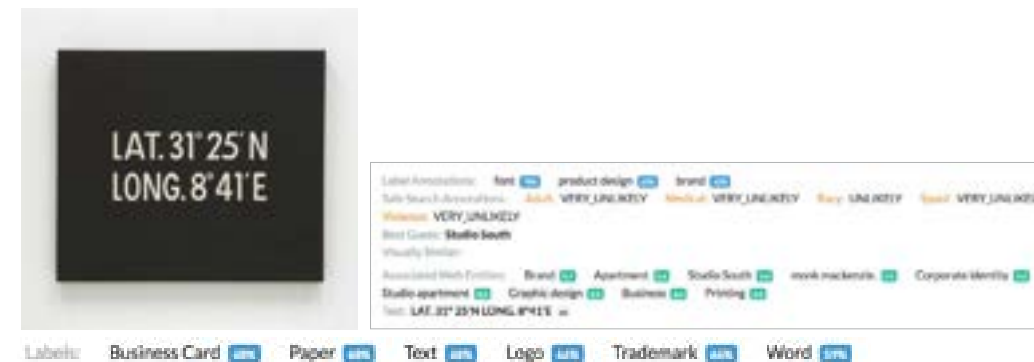 LAT. 31°25'N
LONG. 8°41'E
Label Annotations: font product design brand
Safe Search Annotations: Adult: VERY_UNLIKELY Medical: VERY_UNLIKELY Racy: UNLIKELY Spoof: VERY_UNLIKELY
Violence: VERY_UNLIKELY
Best Guess: Studio South
Visually Similar:
Associated Web Entities: Brand Apartment Studio South monk mackenzie. Corporate Identity
Studio apartment Graphic design Business Printing
Text: LAT. 31° 25'N LONG. 8°41'E
Labels: Business Card Paper Text Logo Trademark Word